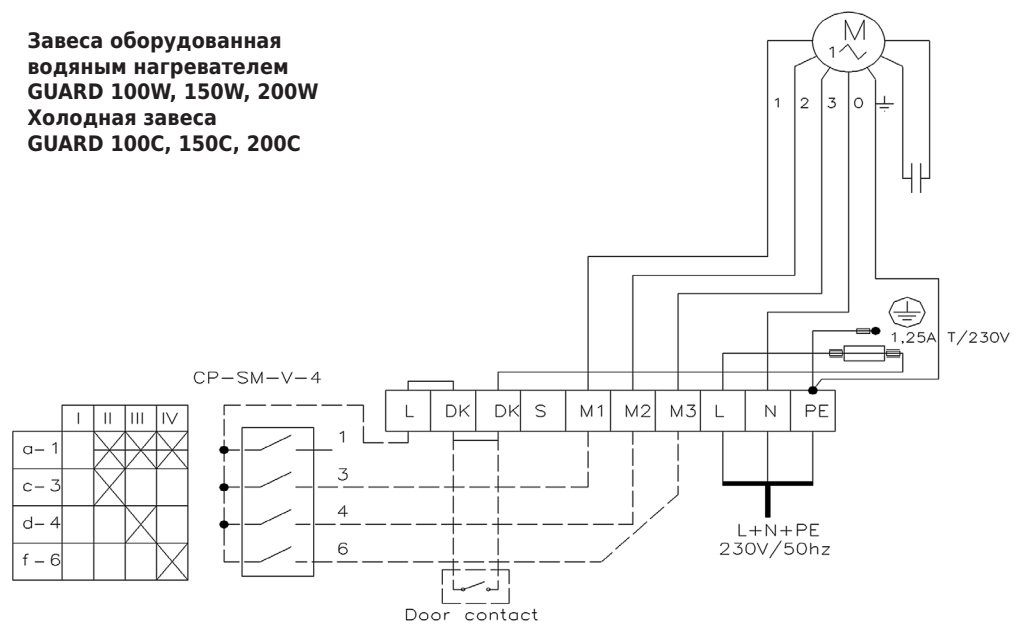 Завеса оборудованная
водяным нагревателем
GUARD 100W, 150W, 200W
Холодная завеса
GUARD 100C, 150C, 200C
M
1
1 2 3 0
1,25A T/230V
CP-SM-V-4
L DK DK S M1 M2 M3 L N PE
I II III IV
a-1
c-3
d-4
f-6
1
3
4
6
L+N+PE
230V/50hz
Door contact